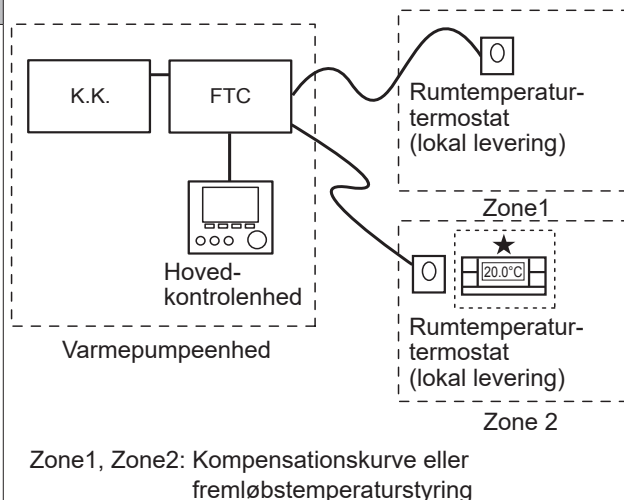 K.K.
FTC
Hoved-
kontrolenhed
Varmepumpeenhed
Rumtemperatur-
termostat
(lokal levering)
Zone1
20.0°C
Rumtemperatur-
termostat
(lokal levering)
Zone 2
Zone1, Zone2: Kompensationskurve eller
fremløbstemperaturstyring